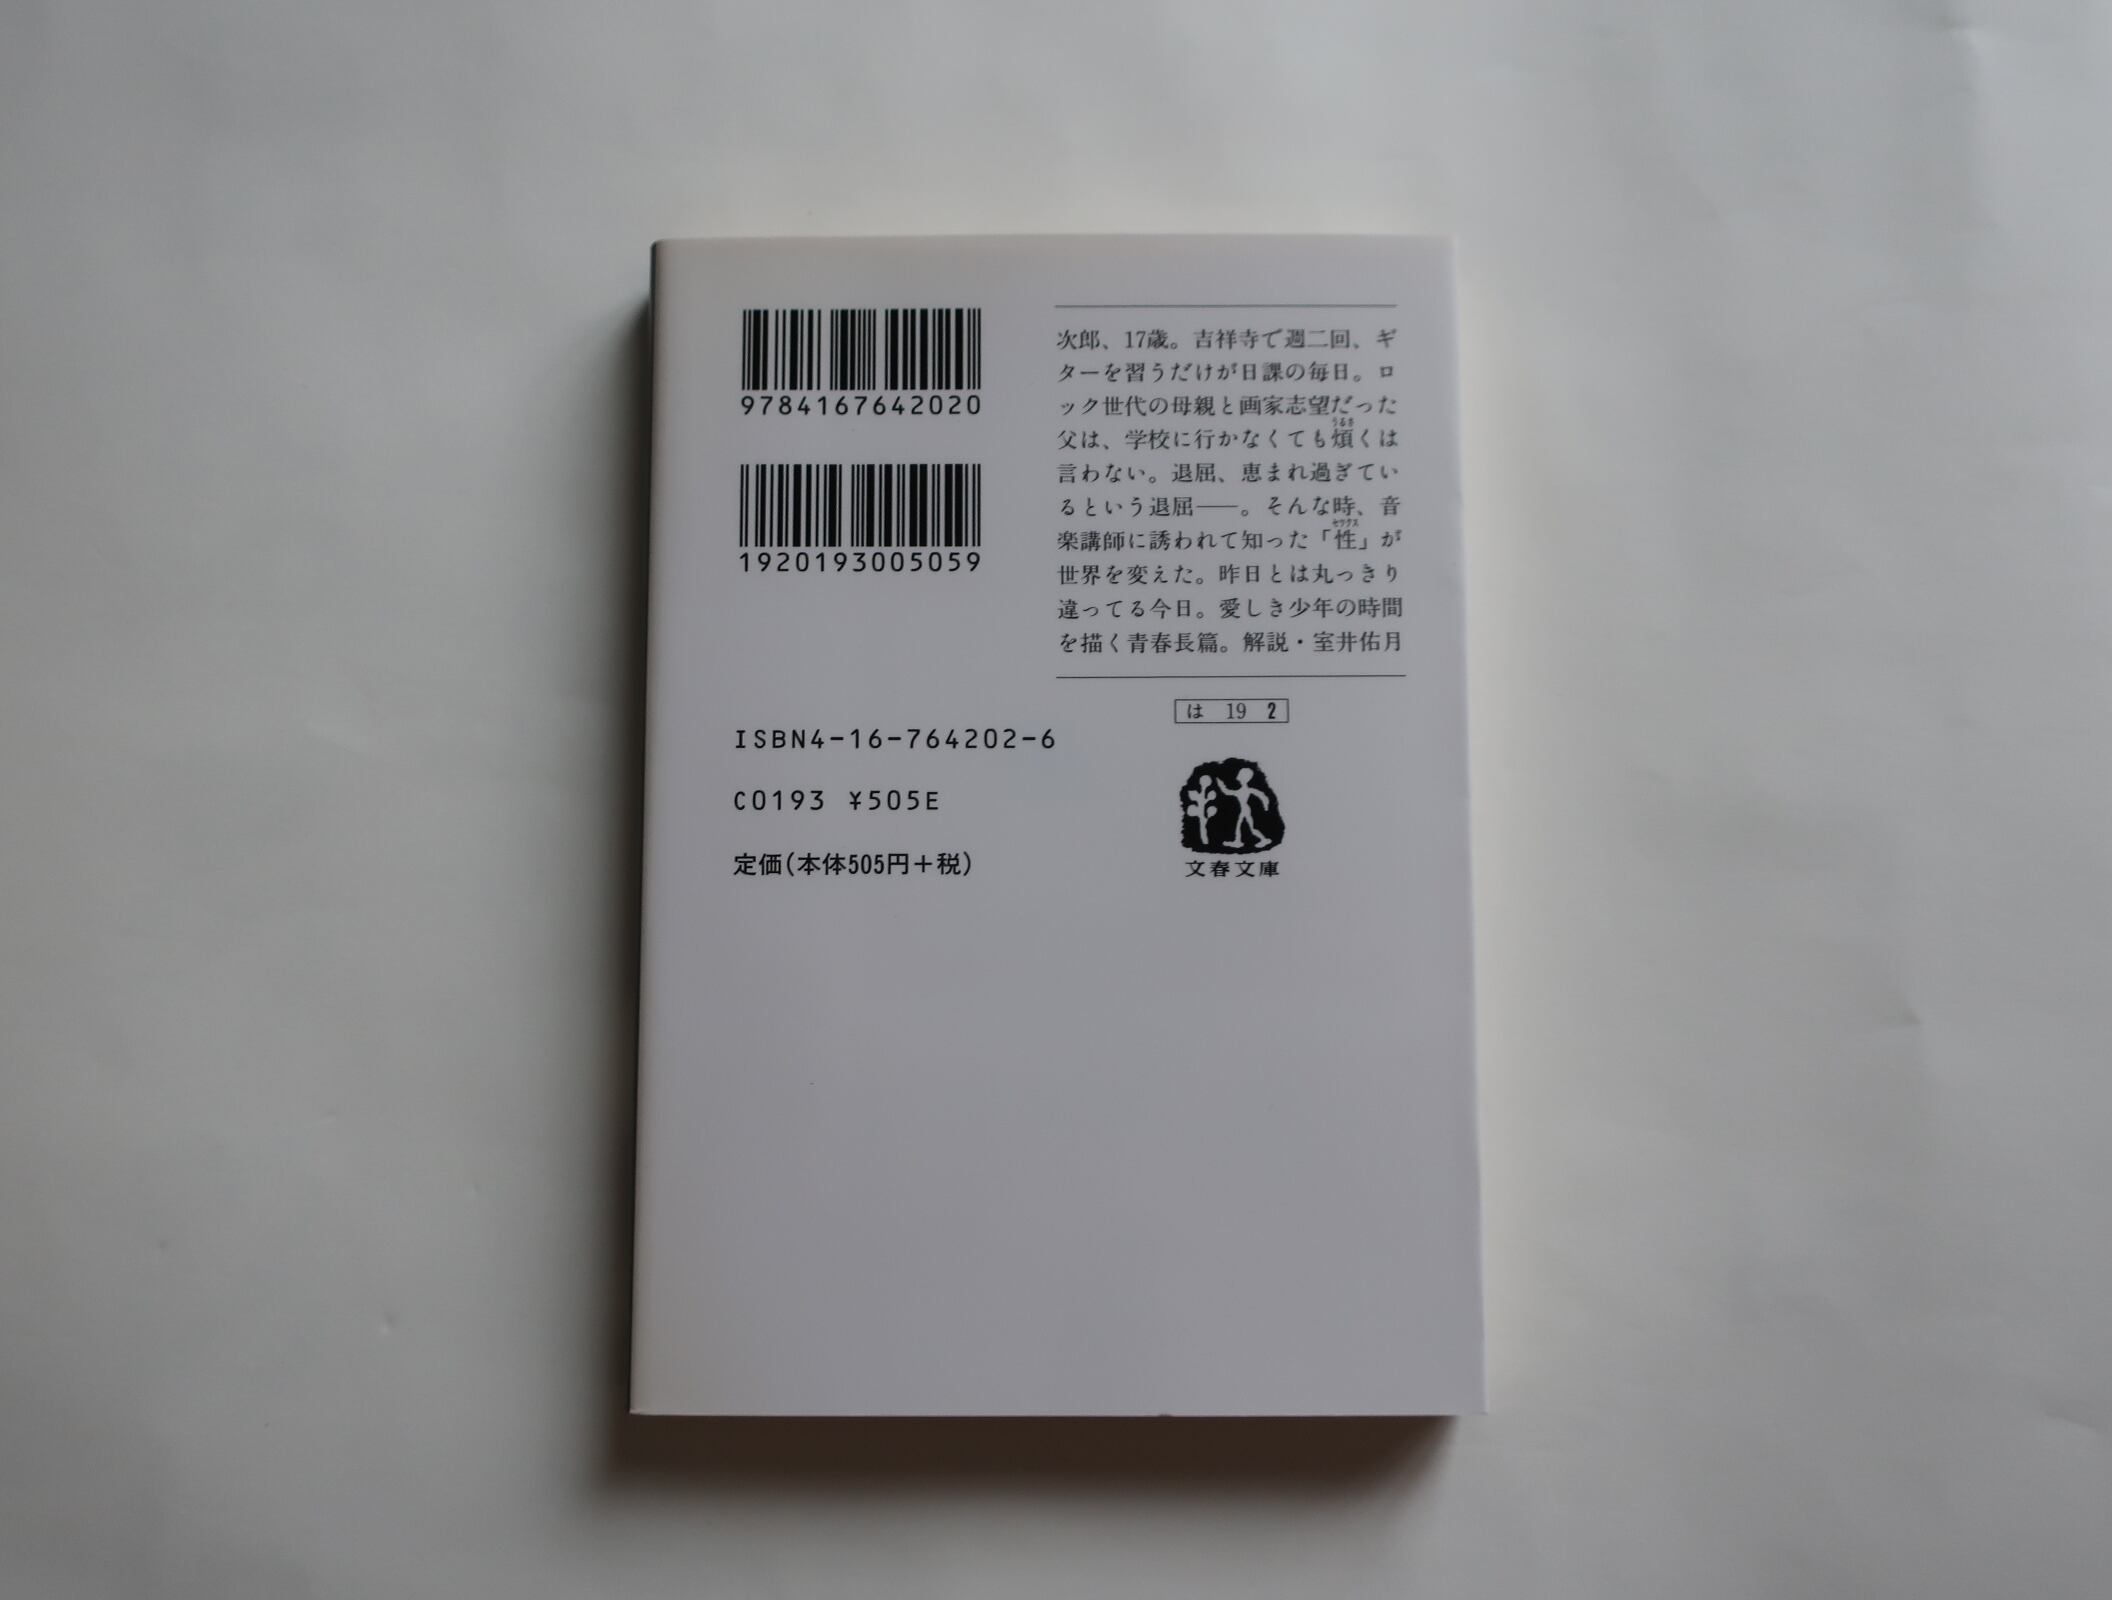 9784167642020
1920193005059
ISBN4-16-764202-6
C0193 ¥505E
定価(本体505円+税)
次郎、17歳。吉祥寺で週二回、ギ
ターを習うだけが日課の毎日。ロ
ック世代の母親と画家志望だった
うるさ
父は、学校に行かなくても煩くは
言わない。退屈、恵まれ過ぎてい
るという退屈――。そんな時、音
セックス
楽講師に誘われて知った「性」が
世界を変えた。昨日とは丸っきり
違ってる今日。愛しき少年の時間
を描く青春長篇。解説・室井佑月
は 19 2
文春文庫